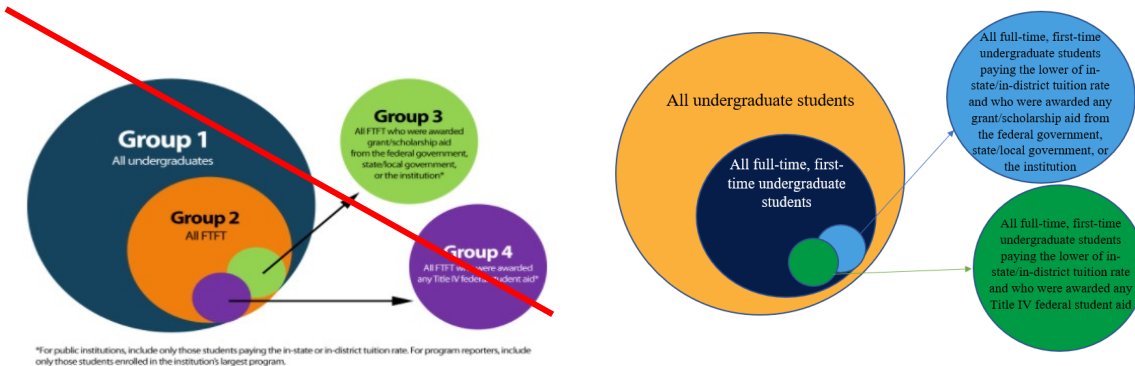 Group 1
All undergraduates
Group 2
All FTFT
Group 3
All FTFT who were awarded
grant/scholarship aid
from the federal government,
state/local government,
or the institution*
Group 4
All FTFT who were awarded
any Title IV federal student aid*
*For public institutions, include only those students paying the in-state or in-district tuition rate. For program reporters, include
only those students enrolled in the institution's largest program.
All undergraduate students
All full-time, first-
time undergraduate
students
All full-time, first-time
undergraduate students
paying the lower of in-
state/in-district tuition rate
and who were awarded any
grant/scholarship aid from
the federal government,
state/local government, or
the institution
All full-time, first-time
undergraduate students
paying the lower of in-
state/in-district tuition rate
and who were awarded any
Title IV federal student aid